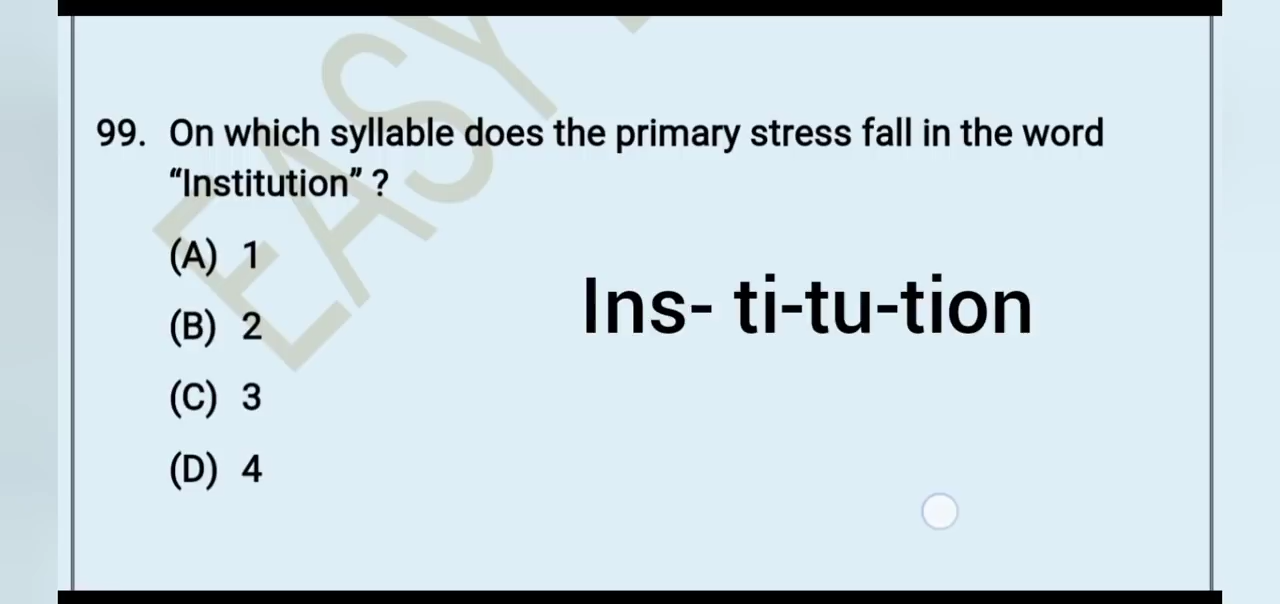 99. On which syllable does the primary stress fall in the word
“Institution” ?
(A) 1
(B) 2
(C) 3
(D) 4
Ins- ti-tu-tion
EASY